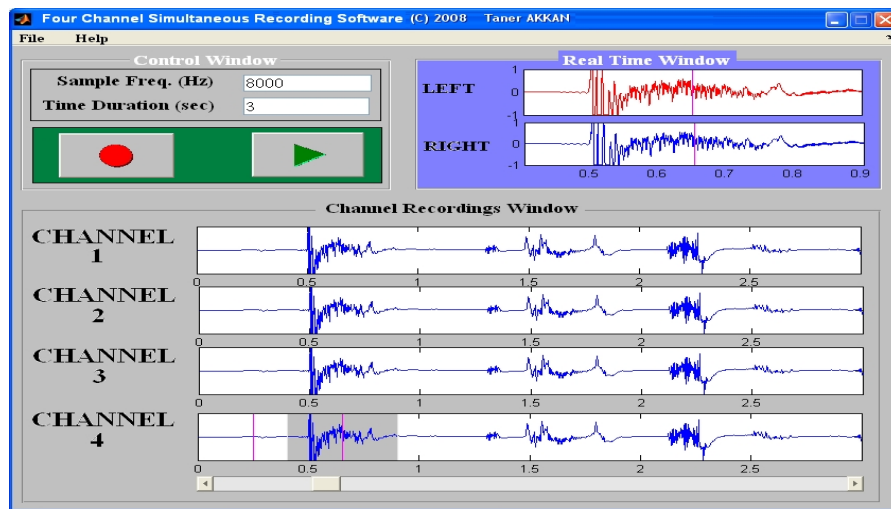 Four Channel Simultaneous Recording Software (C) 2008 Taner AKKAN
File Help
Control Window
Sample Freq. (Hz) 8000
Time Duration (sec) 3
Real Time Window
LEFT
1
0
-1
RIGHT
1
0
-1
0.5 0.6 0.7 0.8 0.9
Channel Recordings Window
CHANNEL
1
0 0.5 1 1.5 2 2.5
CHANNEL
2
0 0.5 1 1.5 2 2.5
CHANNEL
3
0 0.5 1 1.5 2 2.5
CHANNEL
4
0 0.5 1 1.5 2 2.5